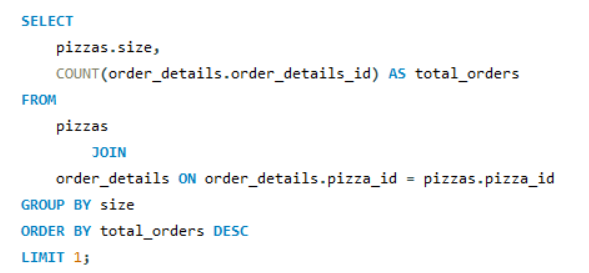 SELECT
pizzas.size,
COUNT(order_details.order_details_id) AS total_orders
FROM
pizzas
JOIN
order_details ON order_details.pizza_id = pizzas.pizza_id
GROUP BY size
ORDER BY total_orders DESC
LIMIT 1;